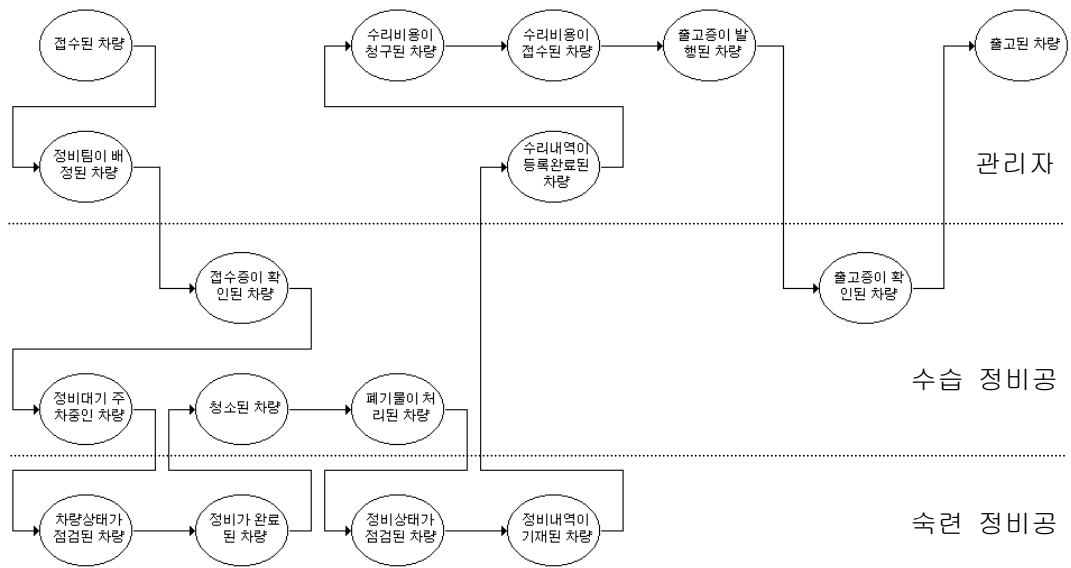 접수된 차량
수리비용이
청구된 차량
수리비용이
접수된 차량
출고증이 발
행된 차량
출고된 차량
정비팀이 배
정된 차량
수리내역이
등록완료된
차량
관리자
접수증이 확
인된 차량
출고증이 확
인된 차량
수습 정비공
정비대기 주
차중인 차량
청소된 차량
폐기물이 처
리된 차량
차량상태가
점검된 차량
정비가 완료
된 차량
정비상태가
점검된 차량
정비내역이
기재된 차량
숙련 정비공